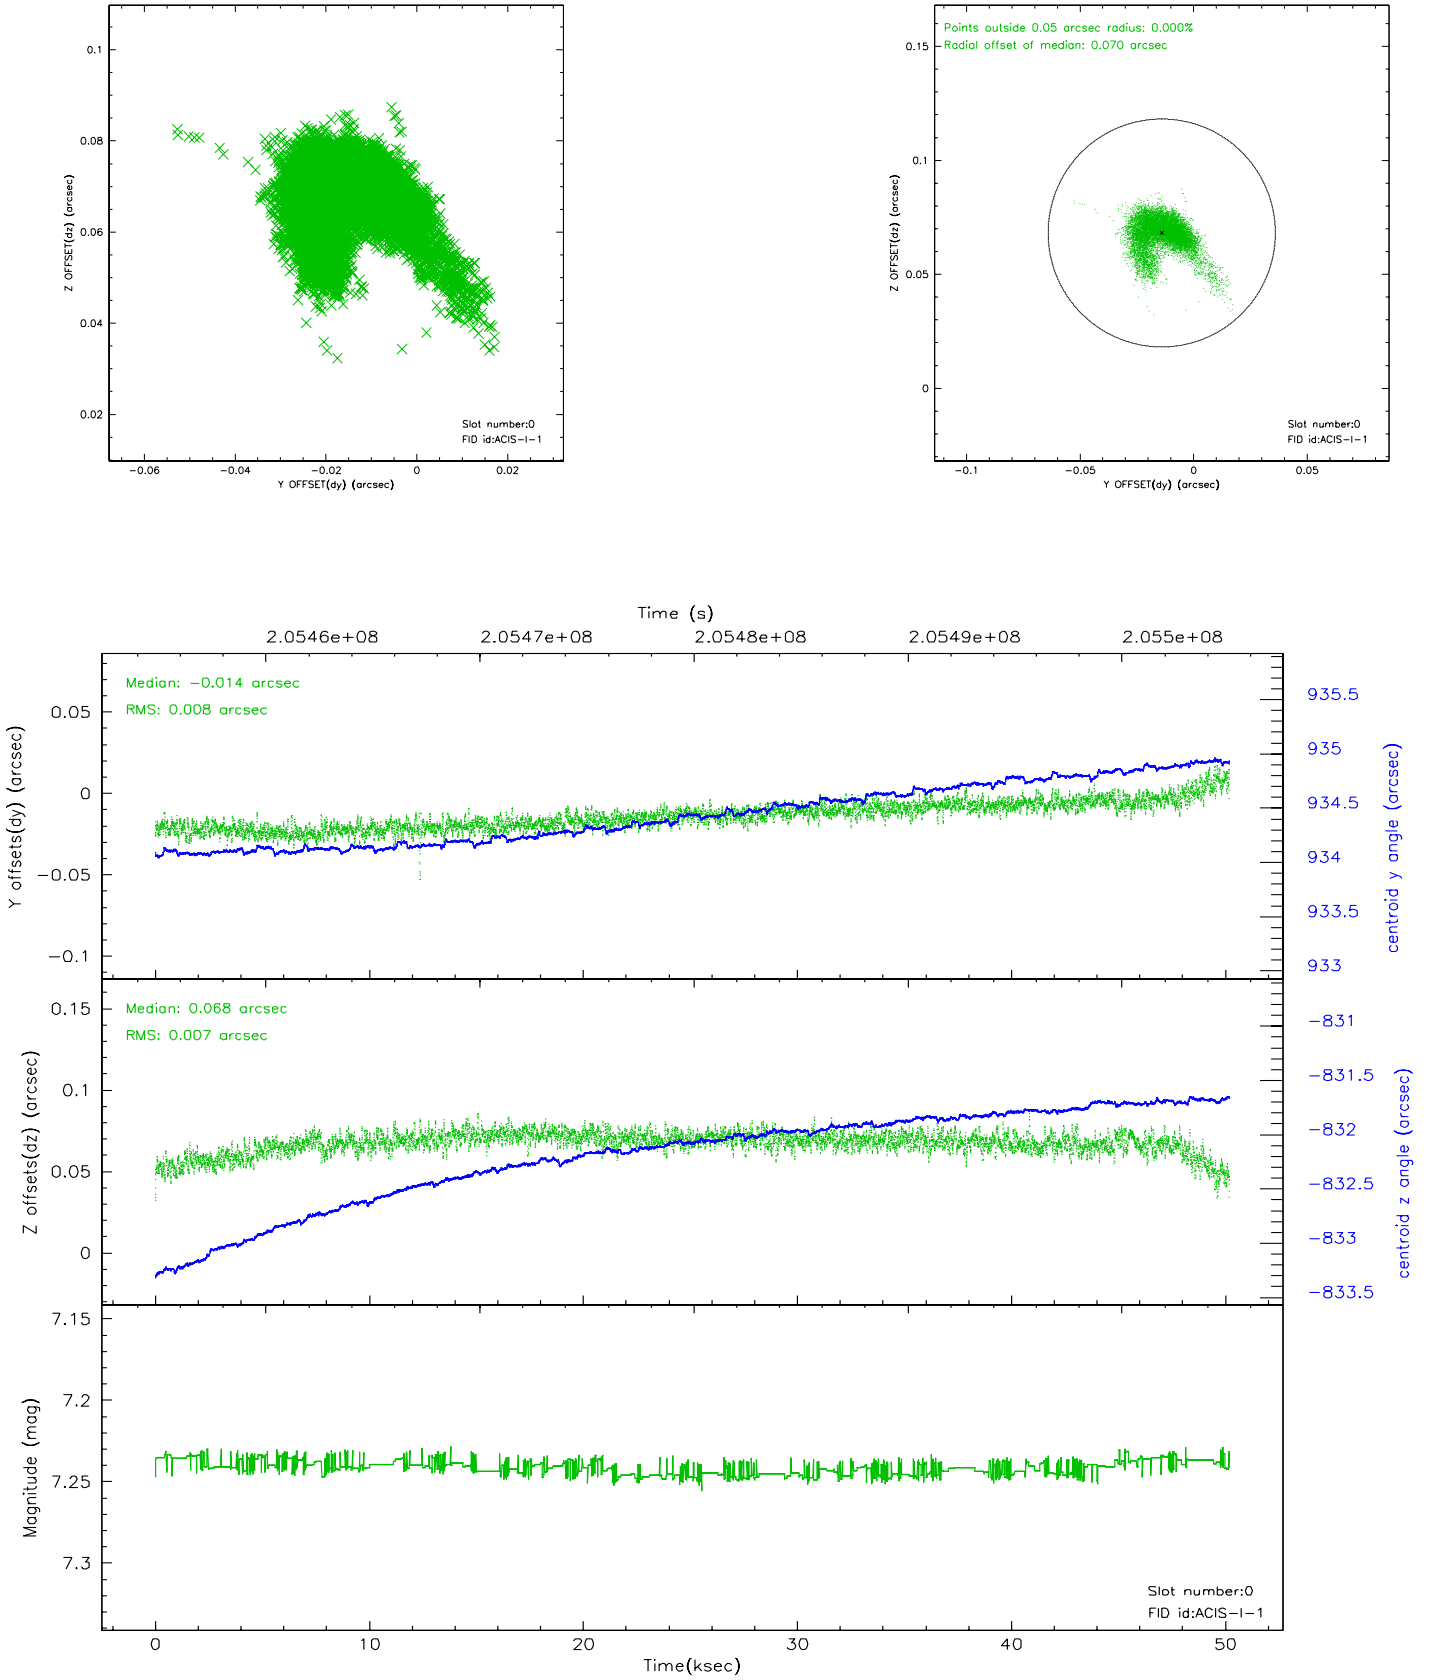 0.1
0.08
0.06
0.04
0.02
Z OFFSET(dz) (arcsec)
Slot number:0
FID id:ACIS-I-1
-0.06 -0.04 -0.02 0 0.02
Y OFFSET(dy) (arcsec)
Points outside 0.05 arcsec radius: 0.000%
Radial offset of median: 0.070 arcsec
0.15
0.1
0.05
0
Z OFFSET(dz) (arcsec)
Slot number:0
FID id:ACIS-I-1
-0.1 -0.05 0 0.05
Y OFFSET(dy) (arcsec)
Time (s)
2.0546e+08 2.0547e+08 2.0548e+08 2.0549e+08 2.055e+08
Median: -0.014 arcsec
RMS: 0.008 arcsec
0.05
0
-0.05
-0.1
Y offsets(dy) (arcsec)
935.5
935
934.5
934
933.5
933
centroid y angle (arcsec)
Median: 0.068 arcsec
RMS: 0.007 arcsec
0.15
0.1
0.05
0
Z offsets(dz) (arcsec)
-831
-831.5
-832
-832.5
-833
-833.5
centroid z angle (arcsec)
7.15
7.2
7.25
7.3
Magnitude (mag)
Slot number:0
FID id:ACIS-I-1
0 10 20 30 40 50
Time(ksec)